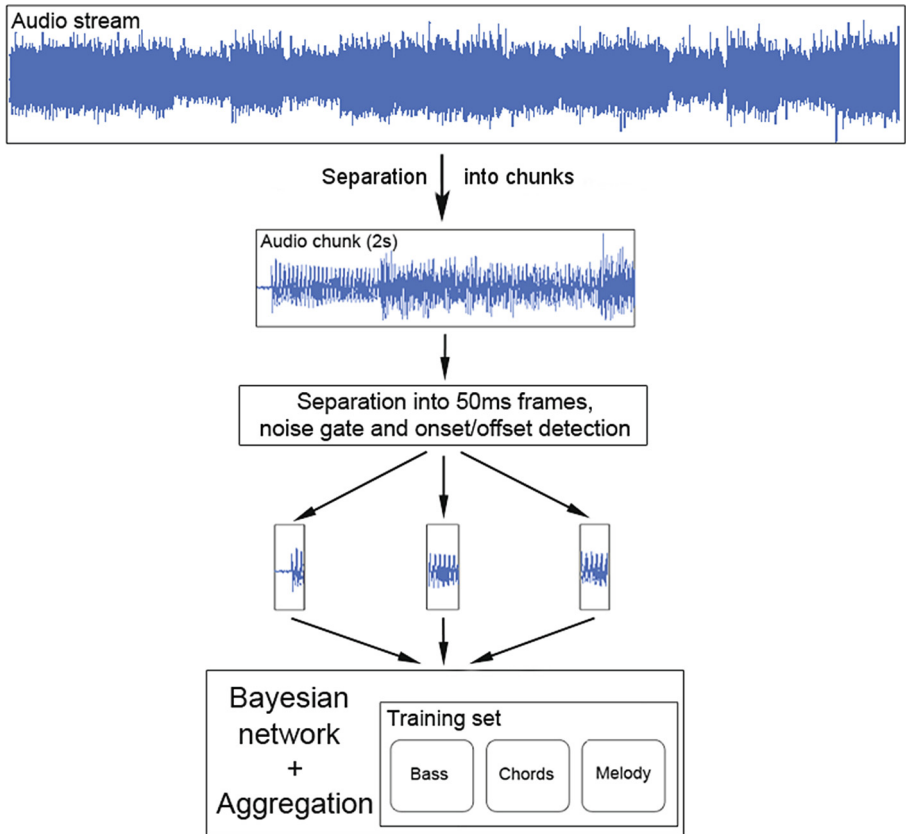 Audio stream
Separation into chunks
Audio chunk (2s)
Separation into 50ms frames,
noise gate and onset/offset detection
Bayesian
network
+
Aggregation
Training set
Bass Chords Melody